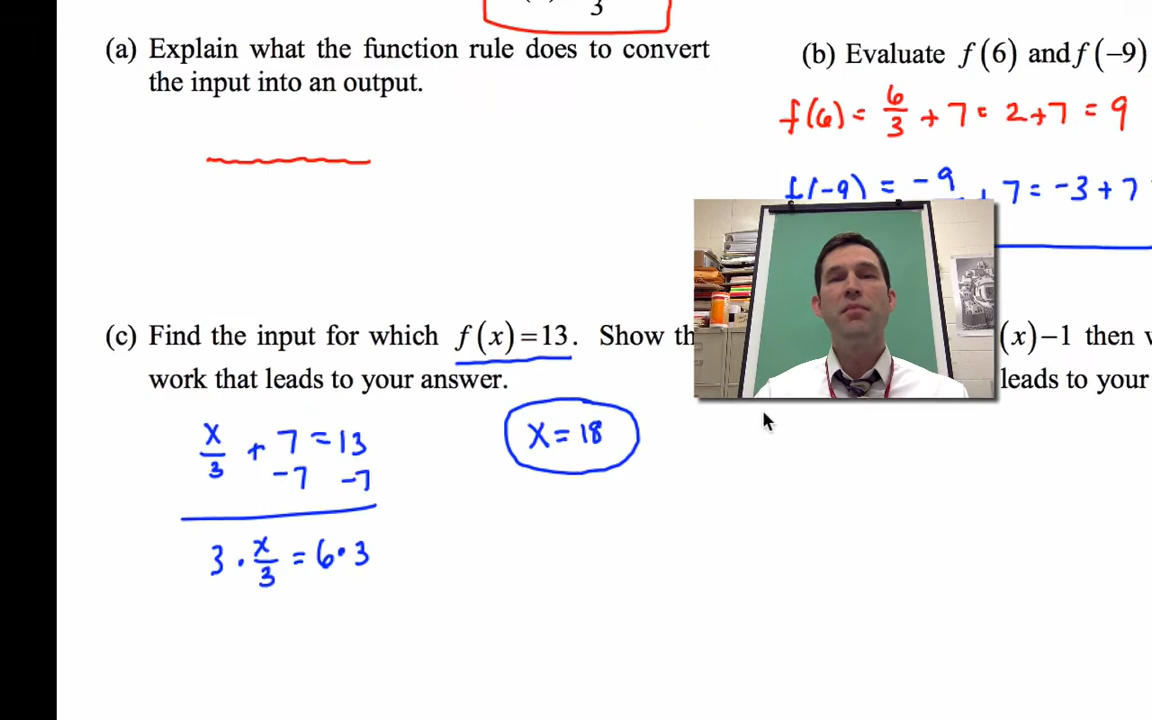 3
(a) Explain what the function rule does to convert
the input into an output.
(b) Evaluate f(6) and f(−9)
f(6) = 6/3 + 7 = 2+7 = 9
f(-9) = -9 + 7 = -3 + 7
(c) Find the input for which f(x)=13. Show th
work that leads to your answer.
(x)−1 then
leads to your
x/3 + 7 = 13
-7 -7
3 · x/3 = 6 · 3
x = 18